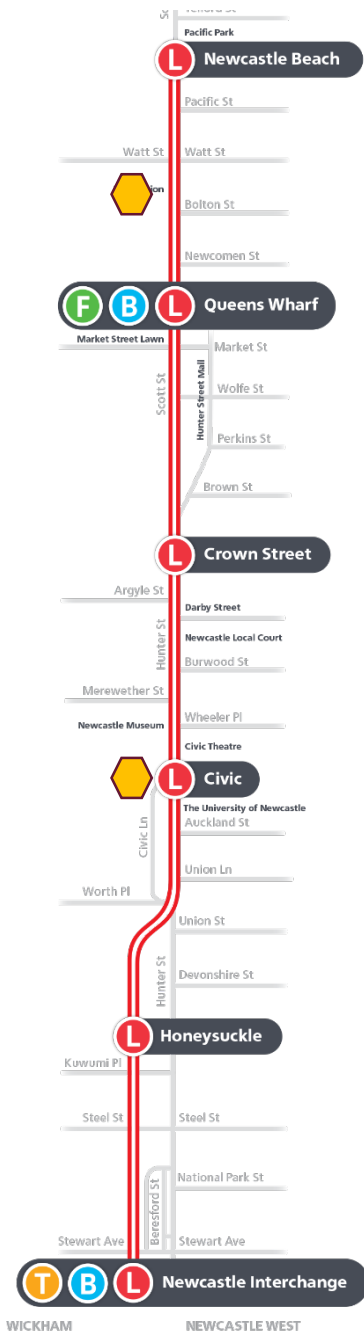 Pacific Park
L Newcastle Beach
Pacific St
Watt St Watt St
Bolton St
Newcomen St
F B L Queens Wharf
Market Street Lawn
Market St
Scott St
Hunter Street Mall
Wolfe St
Perkins St
Brown St
L Crown Street
Argyle St
Darby Street
Hunter St
Newcastle Local Court
Burwood St
Merewether St
Wheeler Pl
Newcastle Museum
Civic Theatre
L Civic
The University of Newcastle
Auckland St
Civic Ln
Union Ln
Worth Pl
Union St
Hunter St
Devonshire St
L Honeysuckle
Kuwumi Pl
Steel St Steel St
National Park St
Beresford St
Stewart Ave Stewart Ave
T B L Newcastle Interchange
WICKHAM NEWCASTLE WEST